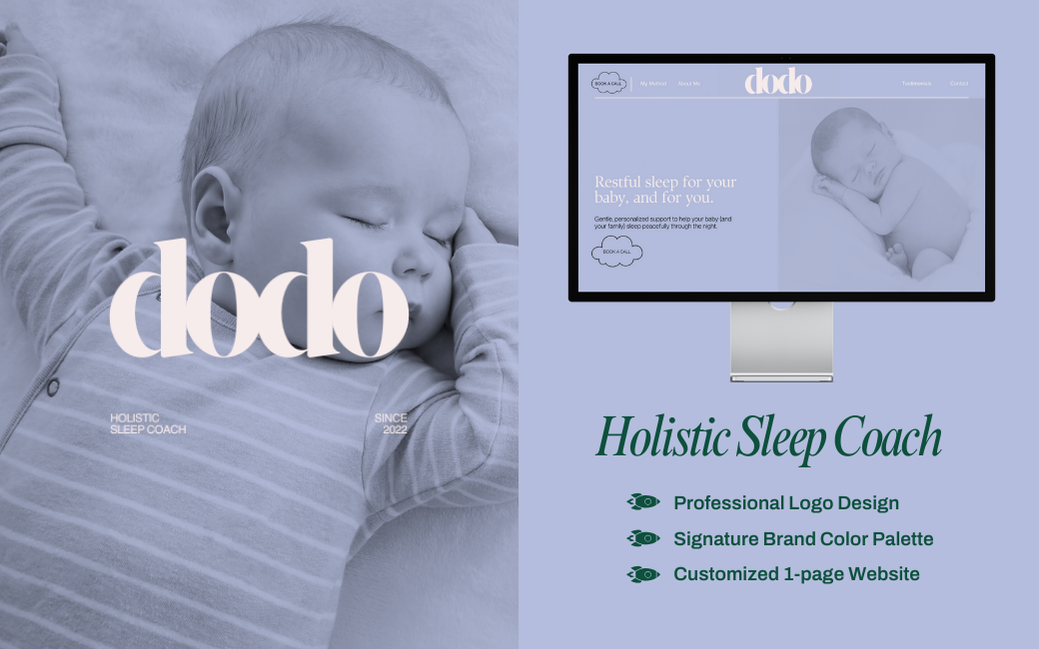 dodo
HOLISTIC
SLEEP COACH
SINCE
2022
BOOK A CALL
My Method
About Me
dodo
Testimonials
Contact
Restful sleep for your
baby, and for you.
Gentle, personalized support to help your baby (and
your family) sleep peacefully through the night.
BOOK A CALL
Holistic Sleep Coach
Professional Logo Design
Signature Brand Color Palette
Customized 1-page Website